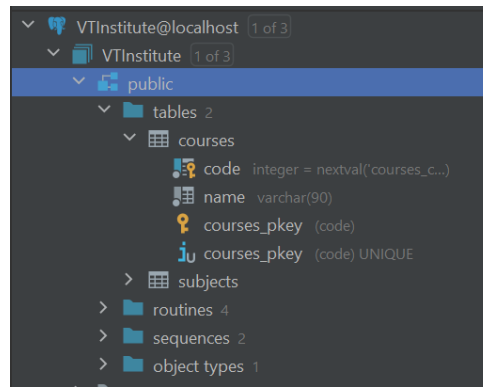 VTInstitute@localhost 1 of 3
VTInstitute 1 of 3
public
tables 2
courses
code integer = nextval('courses_c...)
name varchar(90)
courses_pkey (code)
courses_pkey (code) UNIQUE
subjects
routines 4
sequences 2
object types 1